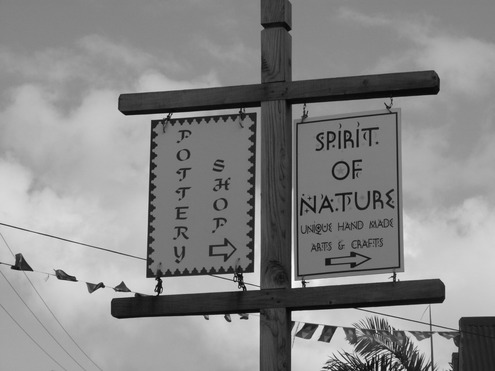 POTTERY
SHOP
SPIRIT
OF
NATURE
UNIQUE HAND MADE
ARTS & CRAFTS